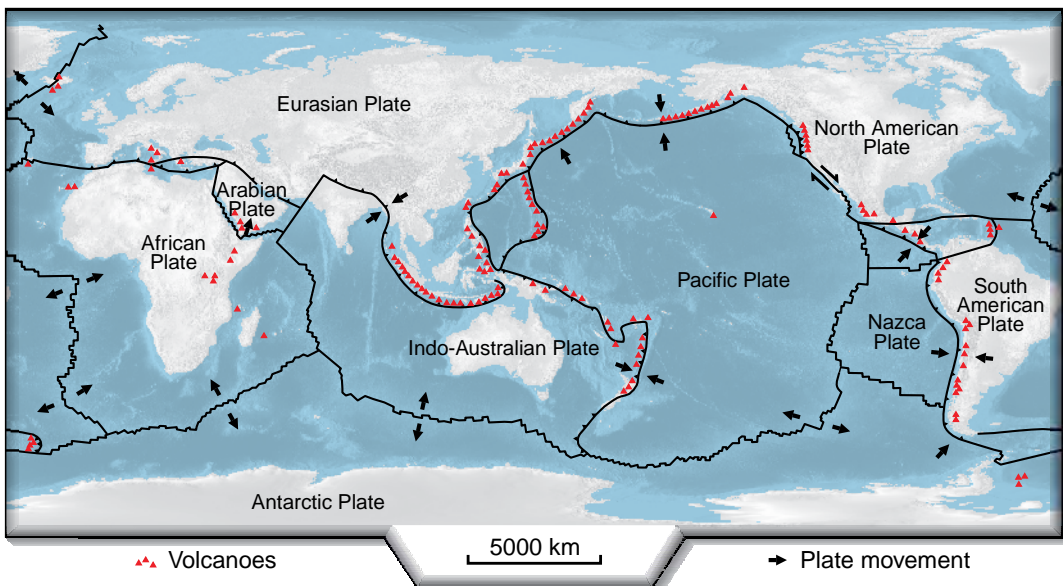 Eurasian Plate
North American
Plate
Arabian
Plate
African
Plate
Pacific Plate
South
American
Plate
Nazca
Plate
Indo-Australian Plate
Antarctic Plate
Volcanoes
5000 km
Plate movement